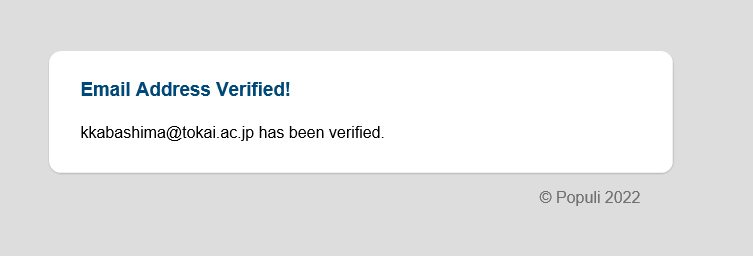 Email Address Verified!
kkabashima@tokai.ac.jp has been verified.
© Populi 2022